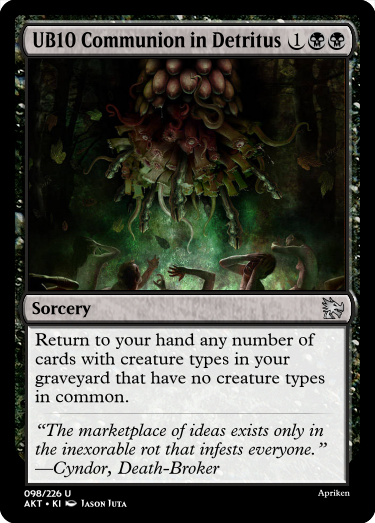 UB10 Communion in Detritus 1
Sorcery
Return to your hand any number of
cards with creature types in your
graveyard that have no creature types
in common.
“The marketplace of ideas exists only in
the inexorable rot that infests everyone.”
—Cyndor, Death-Broker
098/226 U
Apriken
AKT • KI Jason Juta